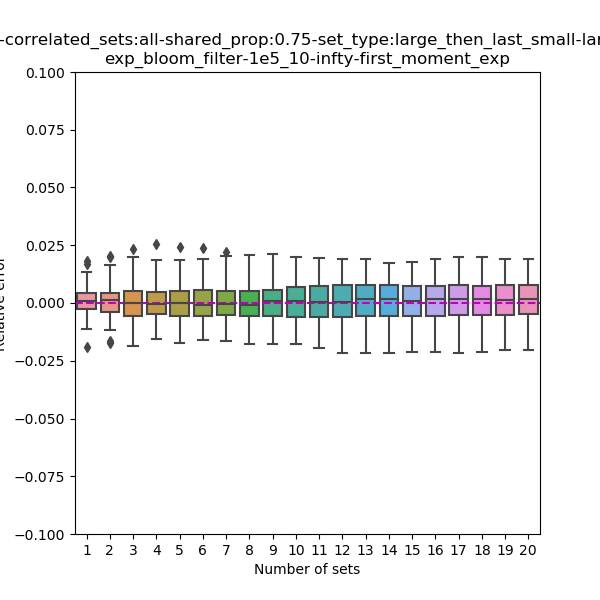 -correlated_sets:all-shared_prop:0.75-set_type:large_then_last_small-lar
exp_bloom_filter-1e5_10-infty-first_moment_exp
Relative error
0.100
0.075
0.050
0.025
0.000
−0.025
−0.050
−0.075
−0.100
1 2 3 4 5 6 7 8 9 10 11 12 13 14 15 16 17 18 19 20
Number of sets